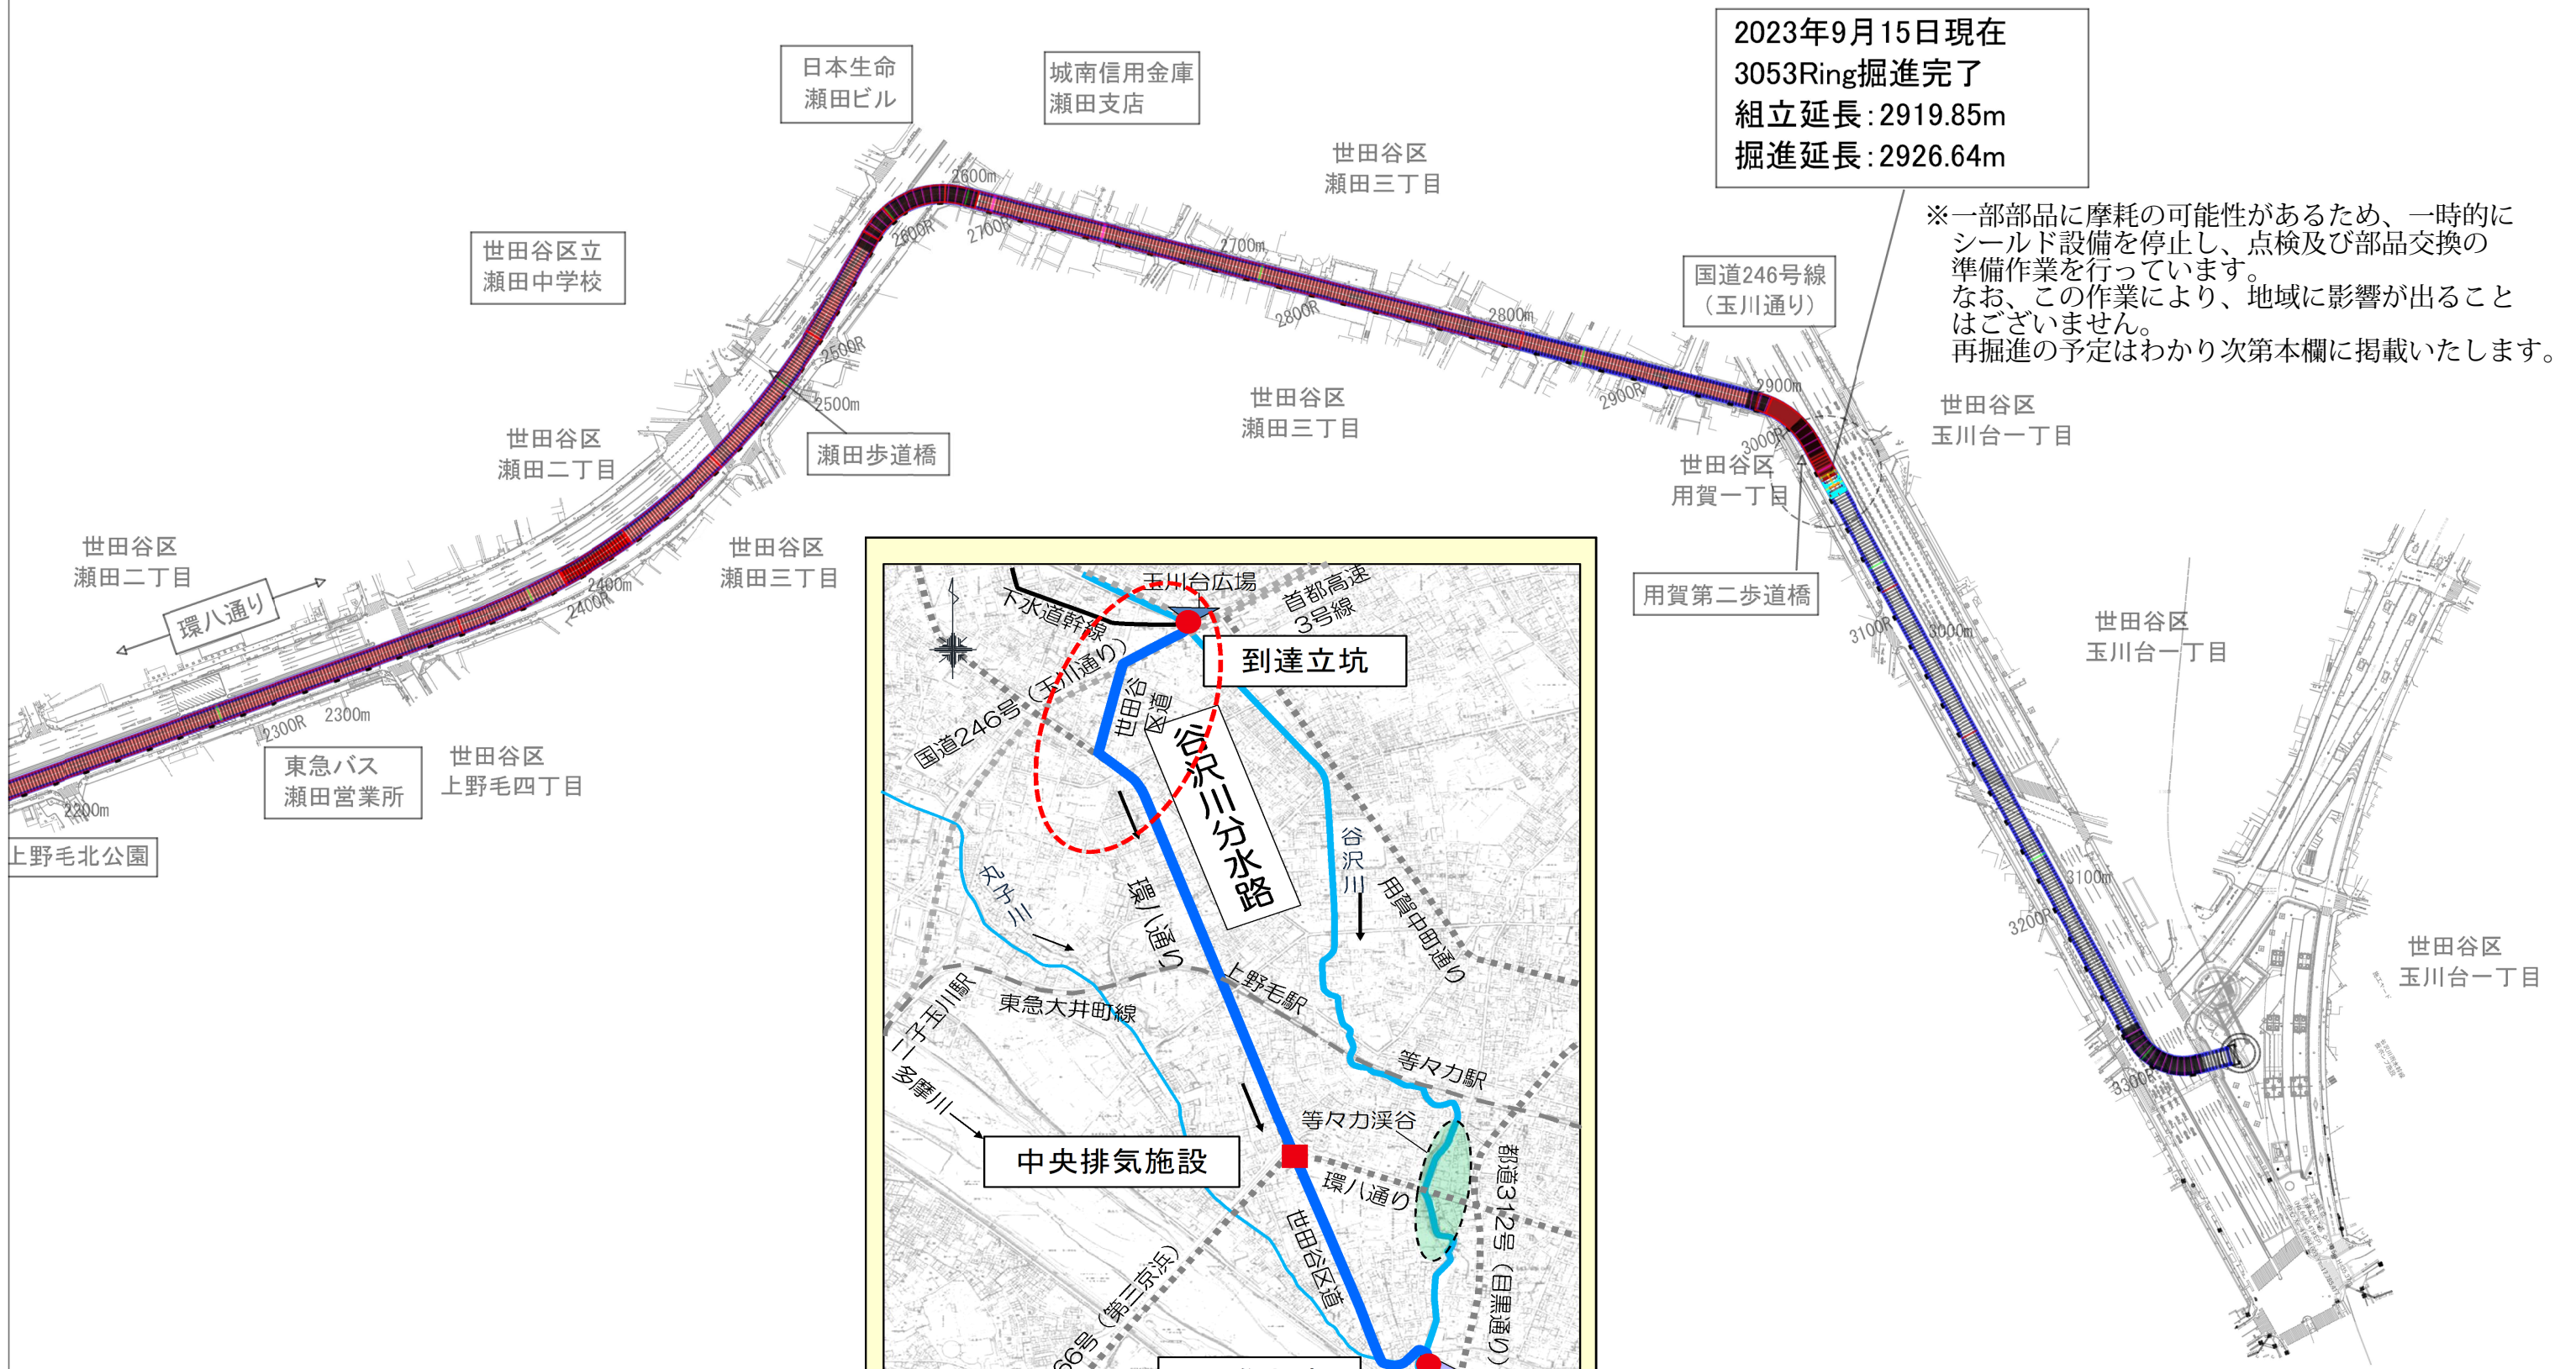 2023年9月15日現在
3053Ring掘進完了
組立延長:2919.85m
掘進延長:2926.64m
※一部部品に摩耗の可能性があるため、一時的に
シールド設備を停止し、点検及び部品交換の
準備作業を行っています。
なお、この作業により、地域に影響が出ること
はございません。
再掘進の予定はわかり次第本欄に掲載いたします。
日本生命
瀬田ビル
城南信用金庫
瀬田支店
世田谷区
瀬田三丁目
世田谷区立
瀬田中学校
国道246号線
(玉川通り)
2600m
2600R
2700R
2700m
2800R
2800m
2900R
2900m
3000R
2500R
2500m
瀬田歩道橋
世田谷区
瀬田三丁目
世田谷区
玉川台一丁目
世田谷区
瀬田二丁目
世田谷区
用賀一丁目
世田谷区
瀬田二丁目
世田谷区
瀬田三丁目
環八通り
2400m
2400R
用賀第二歩道橋
3100R
3000m
世田谷区
玉川台一丁目
2300R
2300m
東急バス
瀬田営業所
世田谷区
上野毛四丁目
2200m
上野毛北公園
3100m
3200R
世田谷区
玉川台一丁目
3300R
玉川台広場
下水道幹線
首都高速
3号線
到達立坑
国道246号(玉川通り)
世田谷
区道
谷沢川分水路
谷沢川
丸子川
環八通り
用賀中町通り
上野毛駅
東急大井町線
二子玉川駅
多摩川
等々力駅
等々力渓谷
中央排気施設
環八通り
都道312号(目黒通り)
世田谷区道
66号(第三京浜)